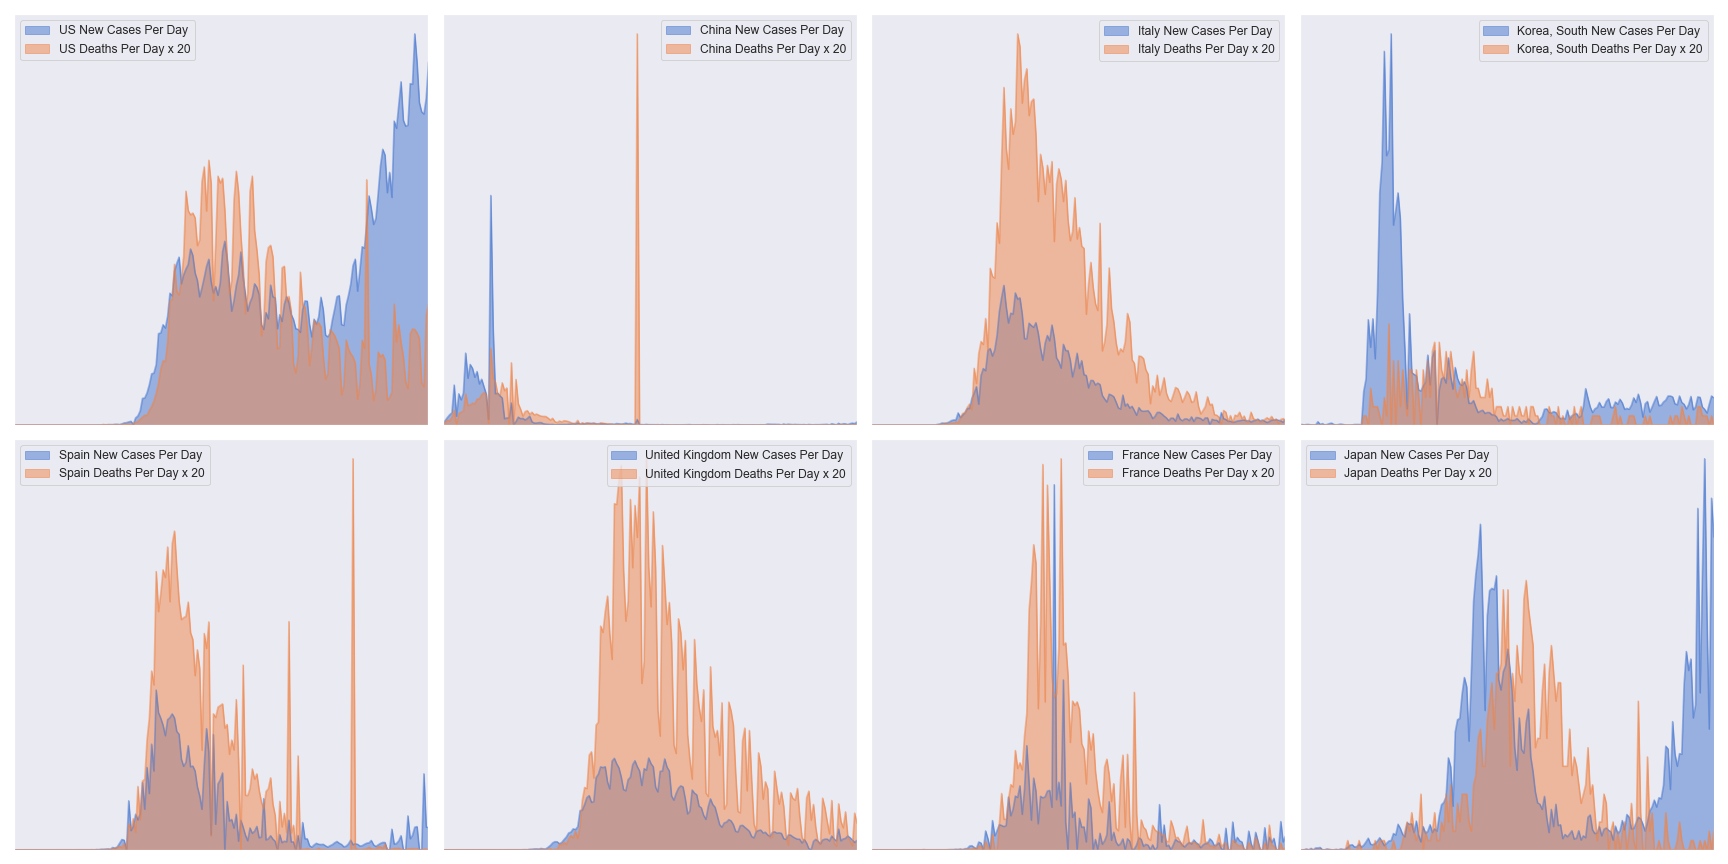 US New Cases Per Day
US Deaths Per Day x 20
China New Cases Per Day
China Deaths Per Day x 20
Italy New Cases Per Day
Italy Deaths Per Day x 20
Korea, South New Cases Per Day
Korea, South Deaths Per Day x 20
Spain New Cases Per Day
Spain Deaths Per Day x 20
United Kingdom New Cases Per Day
United Kingdom Deaths Per Day x 20
France New Cases Per Day
France Deaths Per Day x 20
Japan New Cases Per Day
Japan Deaths Per Day x 20